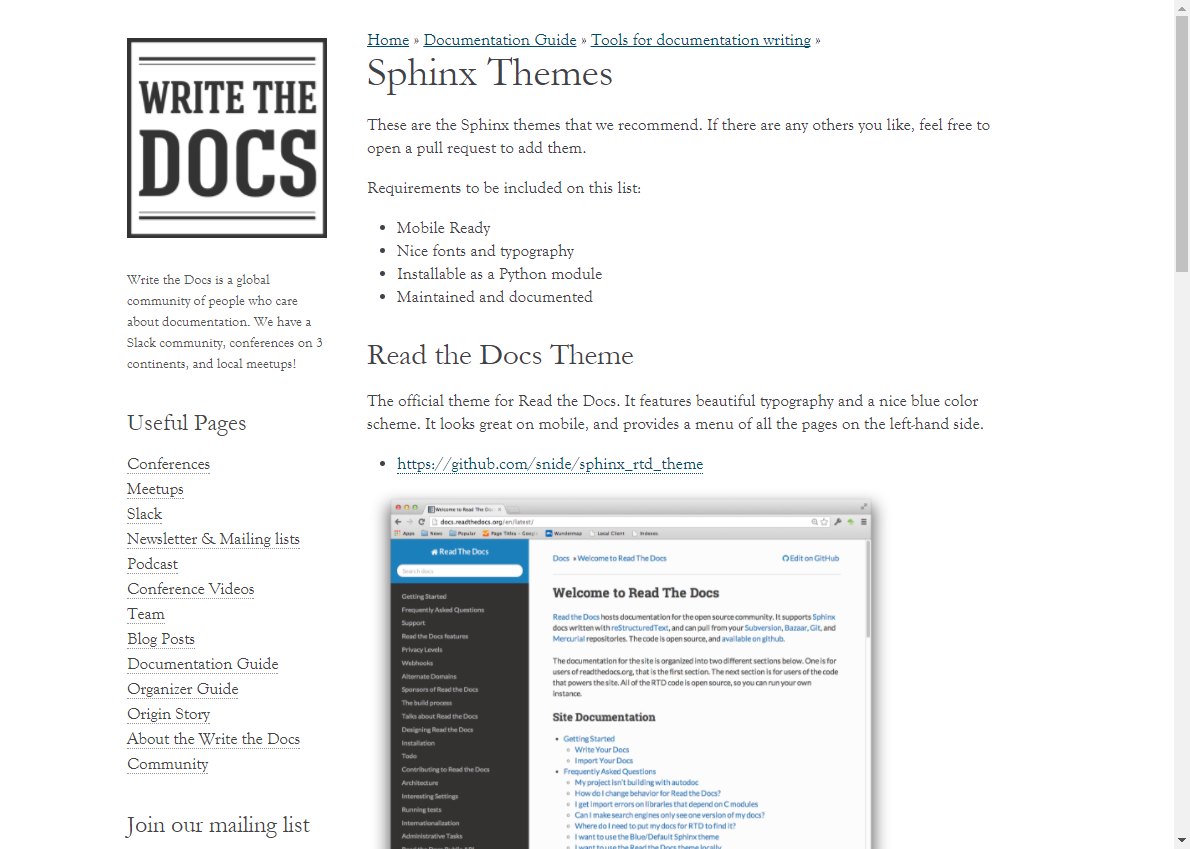 WRITE THE
DOCS
Write the Docs is a global
community of people who care
about documentation. We have a
Slack community, conferences on 3
continents, and local meetups!
Useful Pages
Conferences
Meetups
Slack
Newsletter & Mailing lists
Podcast
Conference Videos
Team
Blog Posts
Documentation Guide
Organizer Guide
Origin Story
About the Write the Docs
Community
Join our mailing list
Home » Documentation Guide » Tools for documentation writing »
Sphinx Themes
These are the Sphinx themes that we recommend. If there are any others you like, feel free to
open a pull request to add them.
Requirements to be included on this list:
Mobile Ready
Nice fonts and typography
Installable as a Python module
Maintained and documented
Read the Docs Theme
The official theme for Read the Docs. It features beautiful typography and a nice blue color
scheme. It looks great on mobile, and provides a menu of all the pages on the left-hand side.
https://github.com/snide/sphinx_rtd_theme
Welcome to Read The Do
docs.readthedocs.org/en/latest/
Apps News Popular Page Titles - Goog Wandermap Local Client Indexes
Read The Docs
Search docs
Getting Started
Frequently Asked Questions
Support
Read the Docs features
Privacy Levels
Webhooks
Alternate Domains
Sponsors of Read the Docs
The build process
Talks about Read the Docs
Designing Read the Docs
Installation
Todo
Contributing to Read the Docs
Architecture
Interesting Settings
Running tests
Internationalization
Administrative Tasks
Read the Docs Public API
Docs » Welcome to Read The Docs
Edit on GitHub
Welcome to Read The Docs
Read the Docs hosts documentation for the open source community. It supports Sphinx
docs written with reStructuredText, and can pull from your Subversion, Bazaar, Git, and
Mercurial repositories. The code is open source, and available on github.
The documentation for the site is organized into two different sections below. One is for
users of readthedocs.org, that is the first section. The next section is for users of the code
that powers the site. All of the RTD code is open source, so you can run your own
instance.
Site Documentation
Getting Started
Write Your Docs
Import Your Docs
Frequently Asked Questions
My project isn't building with autodoc
How do I change behavior for Read the Docs?
I get import errors on libraries that depend on C modules
Can I make search engines only see one version of my docs?
Where do I need to put my docs for RTD to find it?
I want to use the Blue/Default Sphinx theme
I want to use the Read the Docs theme locally